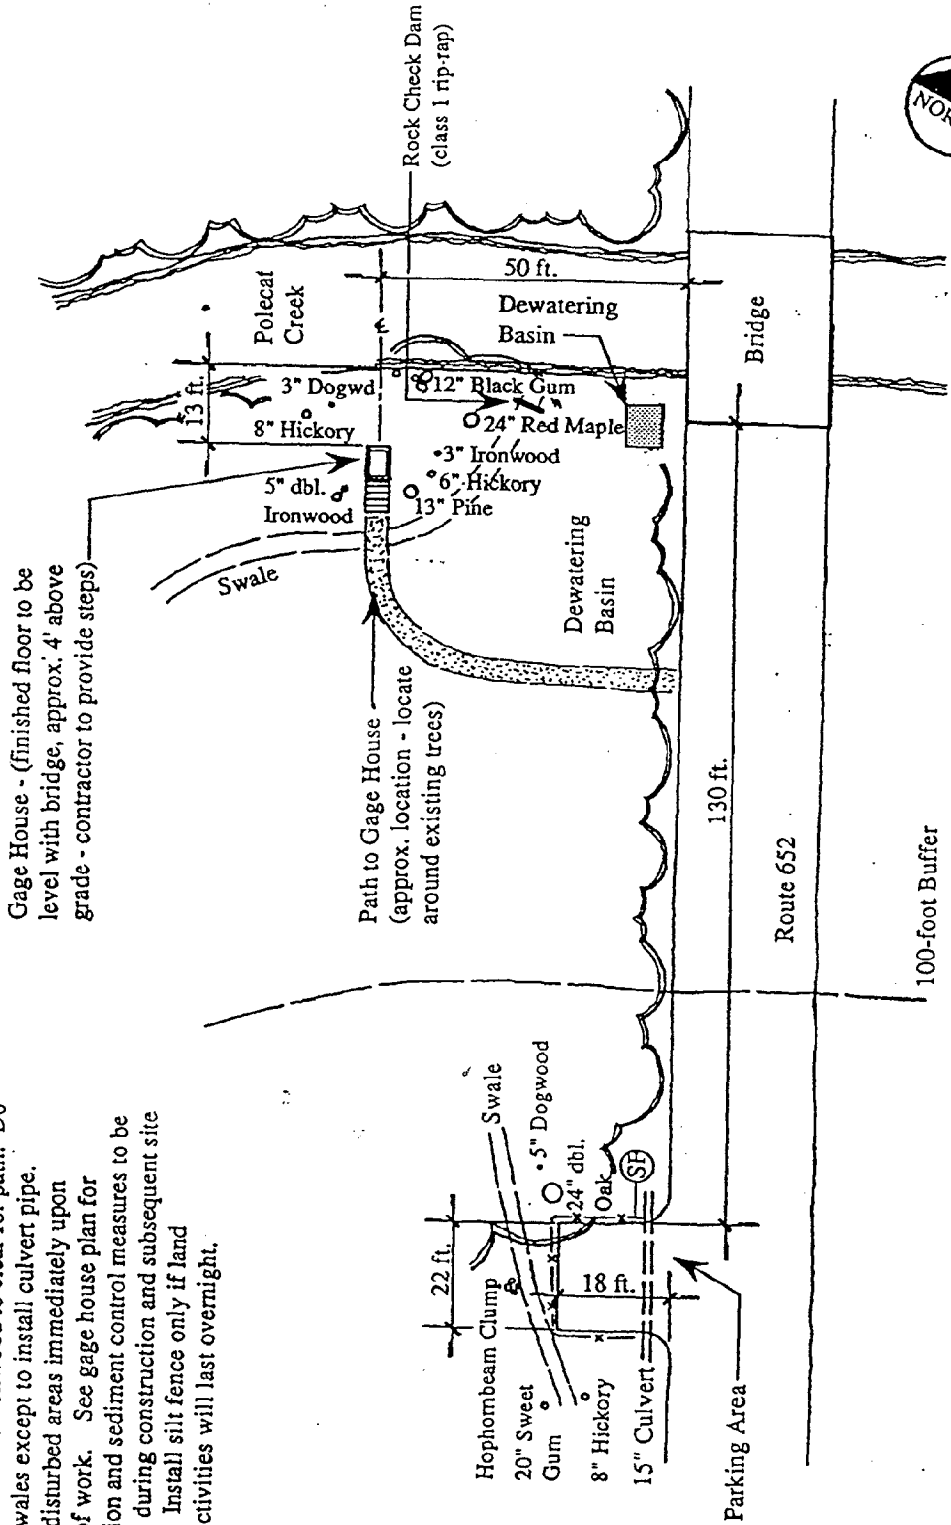 wales except to install culvert pipe.
disturbed areas immediately upon
of work. See gage house plan for
ion and sediment control measures to be
during construction and subsequent site
Install silt fence only if land
ctivities will last overnight.
Gage House - (finished floor to be
level with bridge, approx. 4' above
grade - contractor to provide steps)
Rock Check Dam
(class 1 rip-rap)
Polecat
Creek
13 ft.
50 ft.
3" Dogwd
8" Hickory
12" Black Gum
24" Red Maple
3" Ironwood
6" Hickory
13" Pine
5" dbl.
Ironwood
Dewatering
Basin
Swale
Dewatering
Basin
Path to Gage House
(approx. location - locate
around existing trees)
Bridge
130 ft.
Route 652
100-foot Buffer
Swale
5" Dogwood
24" dbl.
Oak
SF
22 ft.
18 ft.
Hophornbeam Clump
20" Sweet
Gum
8" Hickory
15" Culvert
Parking Area
NOR